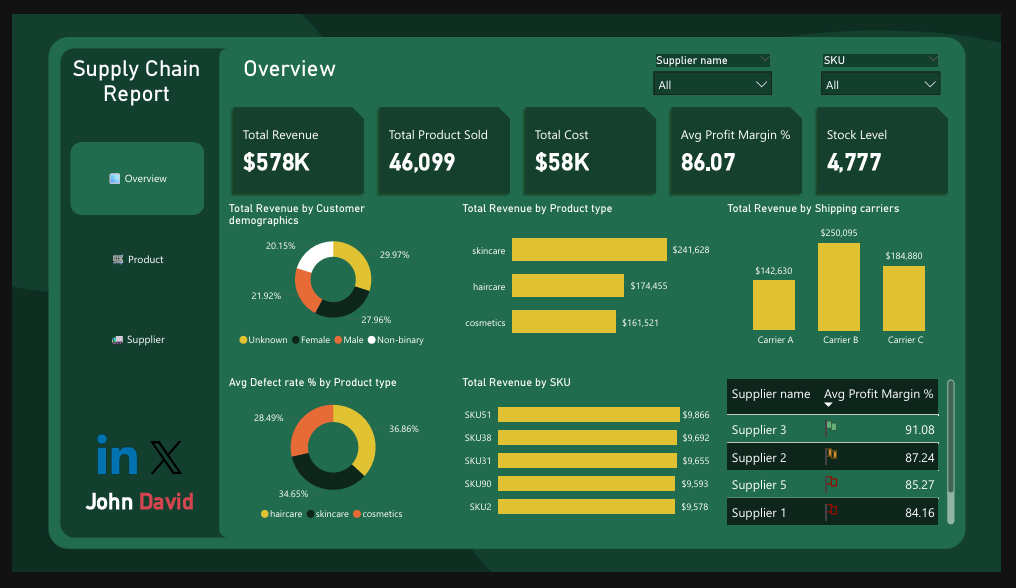 Supply Chain
Report
Overview
Product
Supplier
in X
John David
Overview
Supplier name
All
SKU
All
Total Revenue
$578K
Total Product Sold
46,099
Total Cost
$58K
Avg Profit Margin %
86.07
Stock Level
4,777
Total Revenue by Customer
demographics
20.15%
29.97%
21.92%
27.96%
Unknown Female Male Non-binary
Total Revenue by Product type
skincare $241,628
haircare $174,455
cosmetics $161,521
Total Revenue by Shipping carriers
$142,630 $250,095 $184,880
Carrier A Carrier B Carrier C
Avg Defect rate % by Product type
28.49%
36.86%
34.65%
haircare skincare cosmetics
Total Revenue by SKU
SKU51 $9,866
SKU38 $9,692
SKU31 $9,655
SKU90 $9,593
SKU2 $9,578
Supplier name Avg Profit Margin %
Supplier 3 91.08
Supplier 2 87.24
Supplier 5 85.27
Supplier 1 84.16